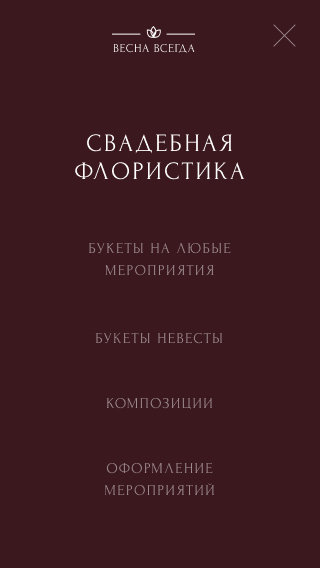 ВЕСНА ВСЕГДА
СВАДЕБНАЯ
ФЛОРИСТИКА
БУКЕТЫ НА ЛЮБЫЕ
МЕРОПРИЯТИЯ
БУКЕТЫ НЕВЕСТЫ
КОМПОЗИЦИИ
ОФОРМЛЕНИЕ
МЕРОПРИЯТИЙ